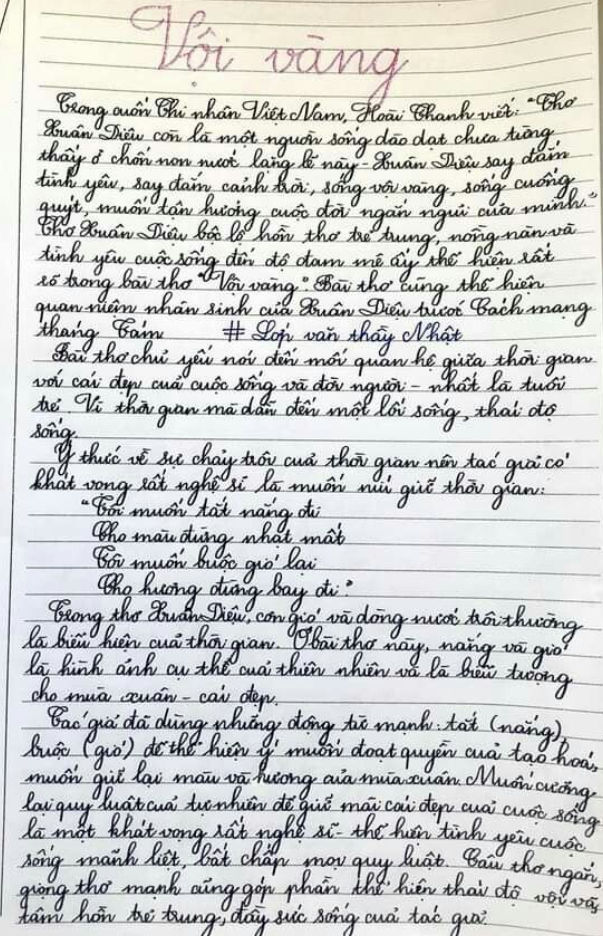 Vội vàng
Trong cuốn Thi nhân Việt Nam, Hoài Thanh viết: "Thơ
Xuân Diệu còn là một nguồn sống dào dạt chưa từng
thấy ở chốn non nước lặng lẽ này - Xuân Diệu say đắm
tình yêu, say đắm cảnh trời, sống vội vàng, sống cuống
quýt, muốn tận hưởng cuộc đời ngắn ngủi của mình."
Thơ Xuân Diệu bộc lộ hồn thơ trẻ trung, nồng nàn và
tình yêu cuộc sống đến độ đam mê ấy thể hiện rất
rõ trong bài thơ "Vội vàng". Bài thơ cũng thể hiện
quan niệm nhân sinh của Xuân Diệu trước Cách mạng
tháng Tám # Lớp văn thầy Nhật
Bài thơ chủ yếu nói đến mối quan hệ giữa thời gian
với cái đẹp của cuộc sống và đời người - nhất là tuổi
trẻ. Vì thời gian mà dẫn đến một lối sống, thái độ
sống.
Ý thức về sự chảy trôi của thời gian nên tác giả có
khát vọng rất nghệ sĩ là muốn níu giữ thời gian:
"Tôi muốn tắt nắng đi
Cho màu đừng nhạt mất
Tôi muốn buộc gió lại
Cho hương đừng bay đi."
Trong thơ Xuân Diệu, cơn gió và dòng nước trôi thường
là biểu hiện của thời gian. Ở bài thơ này, nắng và gió
là hình ảnh cụ thể của thiên nhiên và là biểu tượng
cho mùa xuân - cái đẹp.
Tác giả đã dùng những động từ mạnh: tắt (nắng),
buộc (gió) để thể hiện ý muốn đoạt quyền của tạo hoá,
muốn giữ lại màu và hương của mùa xuân. Muốn cưỡng
lại quy luật của tự nhiên để giữ mãi cái đẹp của cuộc sống
là một khát vọng rất nghệ sĩ - thể hiện tình yêu cuộc
sống mãnh liệt, bất chấp mọi quy luật. Câu thơ ngắn,
giọng thơ mạnh cũng góp phần thể hiện thái độ vội vã,
tâm hồn trẻ trung, đầy sức sống của tác giả.